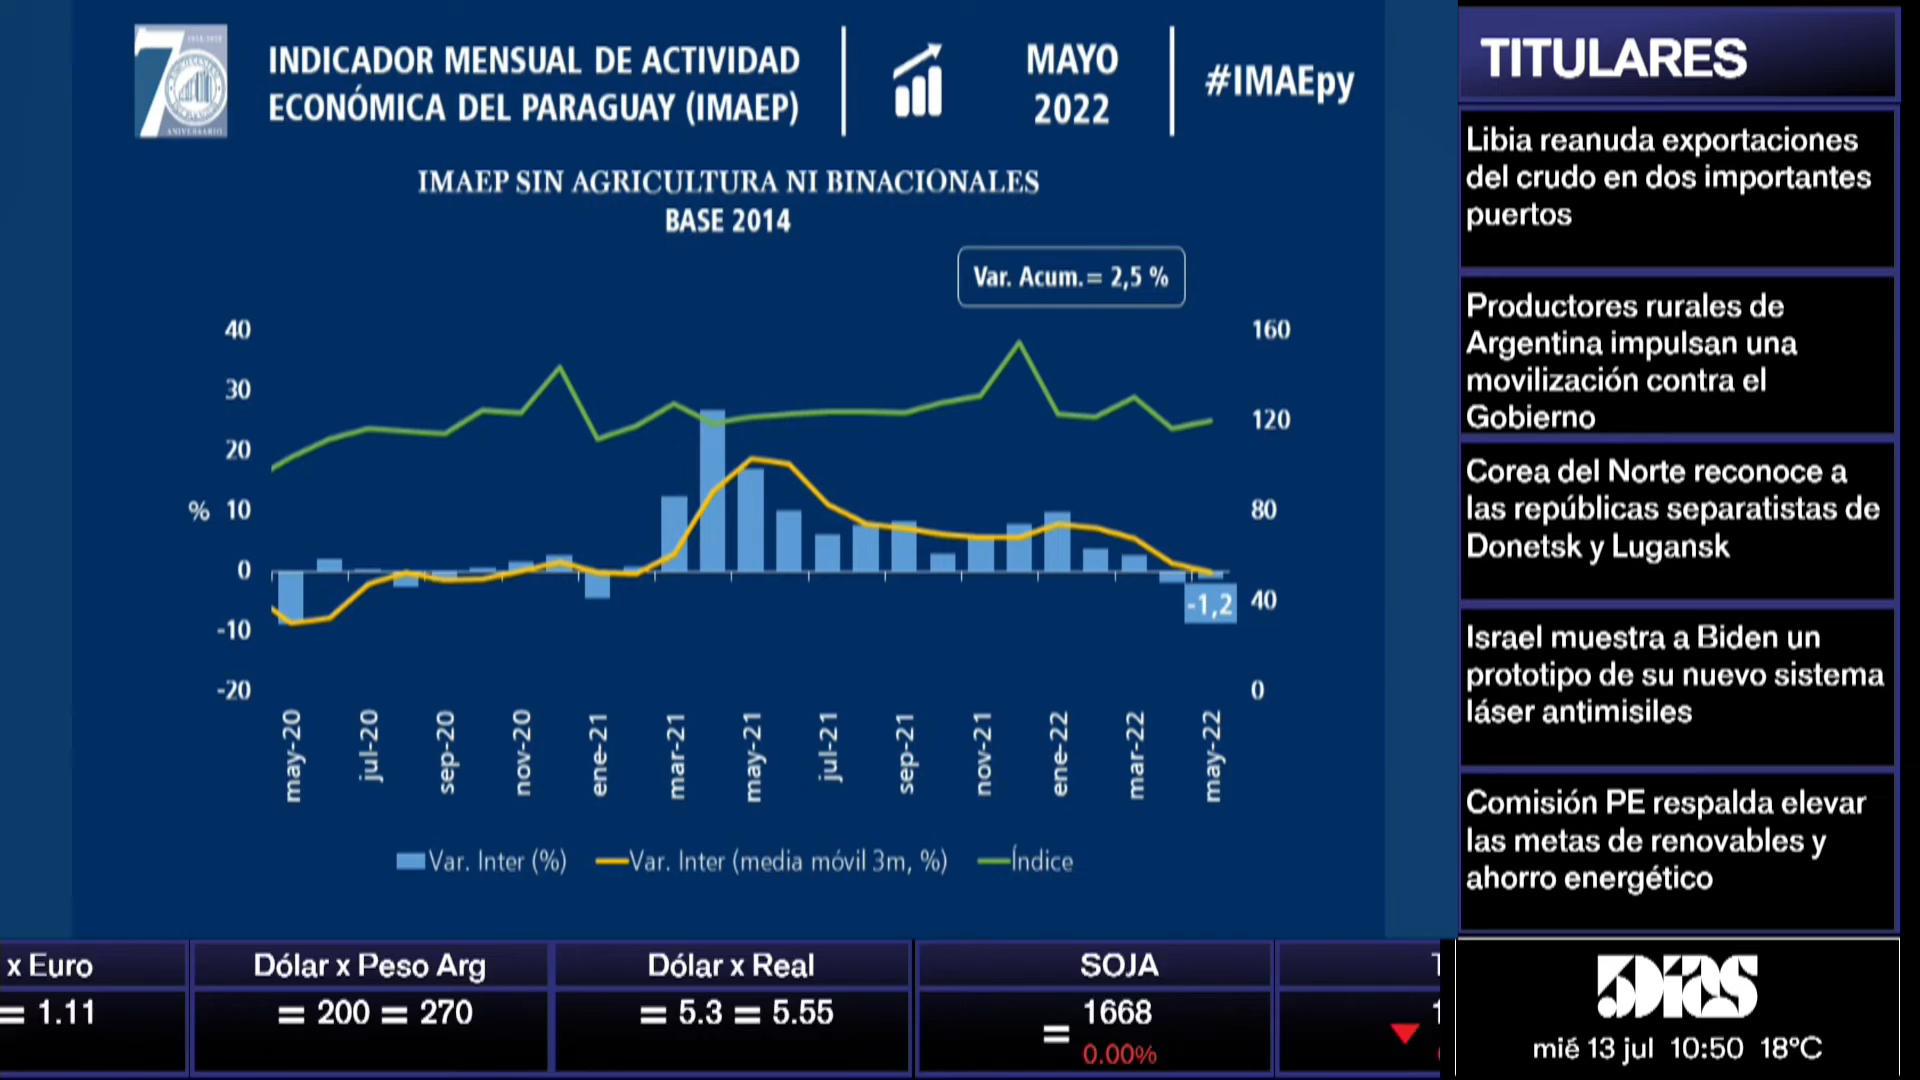 70
ANIVERSARIO
INDICADOR MENSUAL DE ACTIVIDAD
ECONÓMICA DEL PARAGUAY (IMAEP)
MAYO
2022
#IMAEpy
IMAEP SIN AGRICULTURA NI BINACIONALES
BASE 2014
Var. Acum.= 2,5 %
40
30
20
% 10
0
-10
-20
160
120
80
40
0
-1,2
may-20
jul-20
sep-20
nov-20
ene-21
mar-21
may-21
jul-21
sep-21
nov-21
ene-22
mar-22
may-22
Var. Inter (%)
Var. Inter (media móvil 3m, %)
Índice
TITULARES
Libia reanuda exportaciones
del crudo en dos importantes
puertos
Productores rurales de
Argentina impulsan una
movilización contra el
Gobierno
Corea del Norte reconoce a
las repúblicas separatistas de
Donetsk y Lugansk
Israel muestra a Biden un
prototipo de su nuevo sistema
láser antimisiles
Comisión PE respalda elevar
las metas de renovables y
ahorro energético
x Euro
= 1.11
Dólar x Peso Arg
= 200 = 270
Dólar x Real
= 5.3 = 5.55
SOJA
= 1668
0.00%
5DIAS
mié 13 jul 10:50 18°C